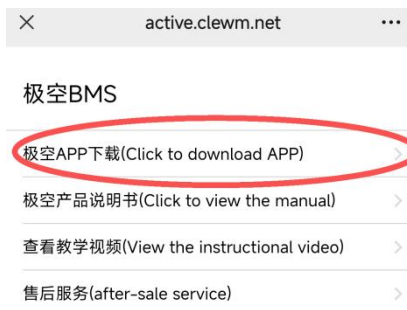 active.clewm.net
极空BMS
极空APP下载(Click to download APP)
极空产品说明书(Click to view the manual)
查看教学视频(View the instructional video)
售后服务(after-sale service)